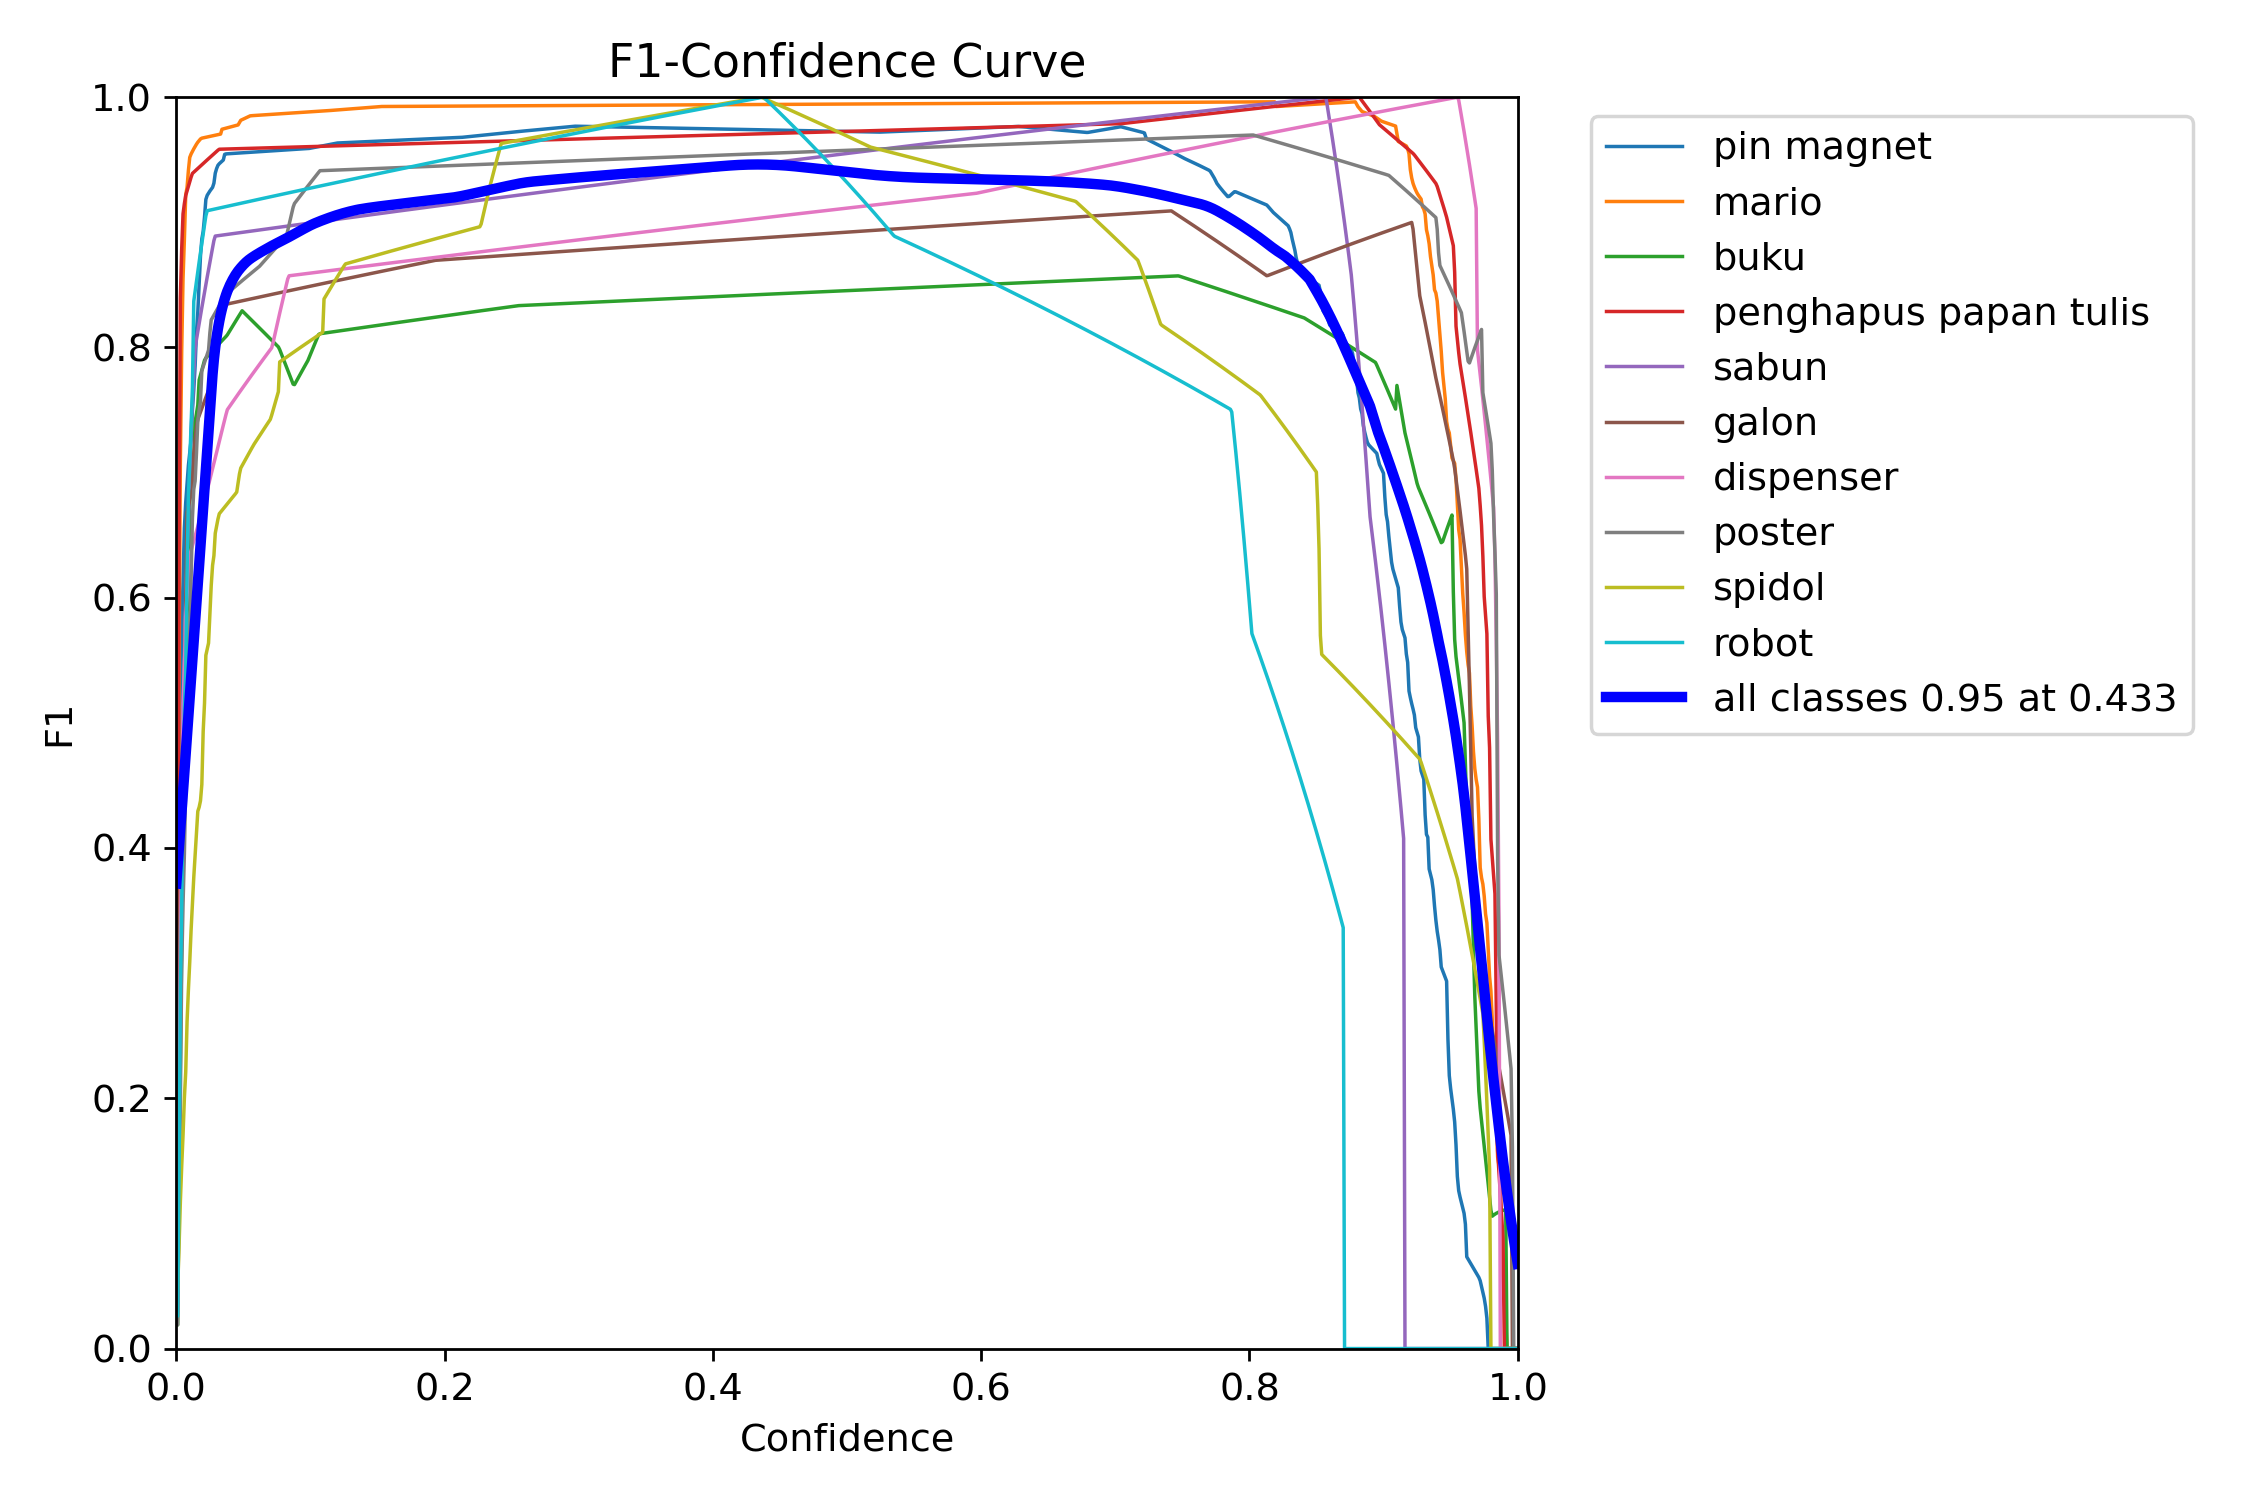 F1-Confidence Curve
1.0
0.8
0.6
0.4
0.2
0.0
F1
0.0 0.2 0.4 0.6 0.8 1.0
Confidence
pin magnet
mario
buku
penghapus papan tulis
sabun
galon
dispenser
poster
spidol
robot
all classes 0.95 at 0.433